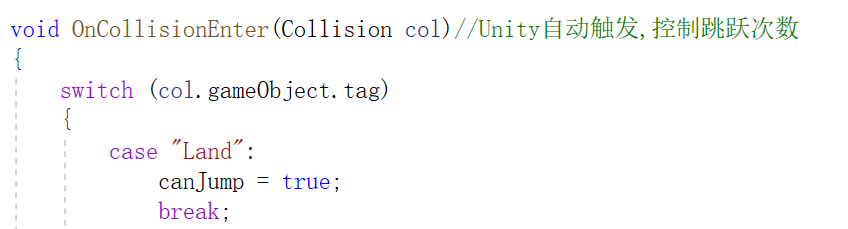 void OnCollisionEnter(Collision col)//Unity自动触发,控制跳跃次数
{
switch (col.gameObject.tag)
{
case "Land":
canJump = true;
break;